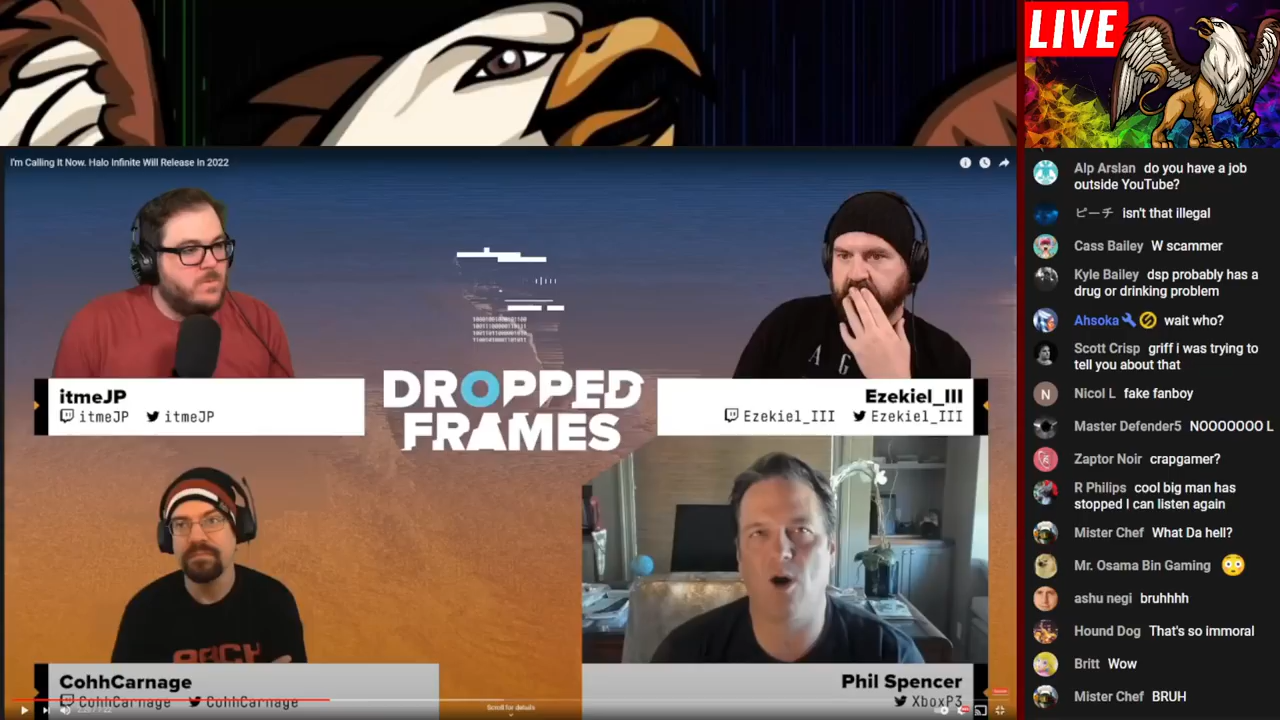 LIVE
I'm Calling It Now. Halo Infinite Will Release In 2022
itmeJP
itmeJP itmeJP
DROPPED
FRAMES
Ezekiel_III
Ezekiel_III Ezekiel_III
CohhCarnage
CohhCarnage CohhCarnage
Phil Spencer
XboxP3
Scroll for details
Alp Arslan do you have a job
outside YouTube?
ピーチ isn't that illegal
Cass Bailey W scammer
Kyle Bailey dsp probably has a
drug or drinking problem
Ahsoka wait who?
Scott Crisp griff i was trying to
tell you about that
N
Nicol L fake fanboy
Master Defender5 NOOOOOOO L
Zaptor Noir crapgamer?
R Philips cool big man has
stopped I can listen again
Mister Chef What Da hell?
Mr. Osama Bin Gaming 😳
ashu negi bruhhhh
Hound Dog That's so immoral
Britt Wow
Mister Chef BRUH